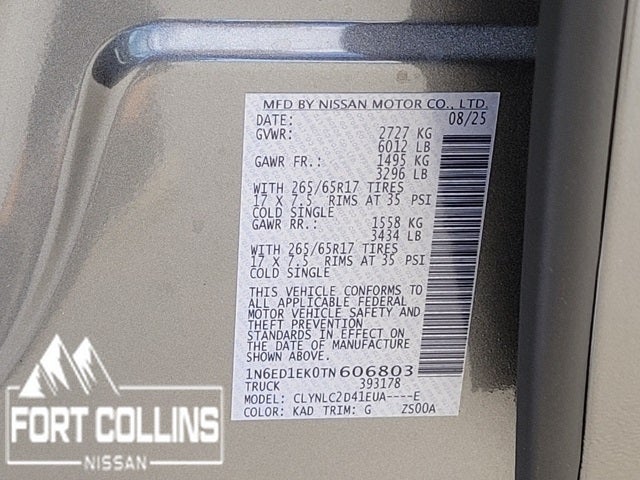 MFD BY NISSAN MOTOR CO., LTD.
DATE: 08/25
GVWR: 2727 KG
6012 LB
GAWR FR.: 1495 KG
3296 LB
WITH 265/65R17 TIRES
17 X 7.5 RIMS AT 35 PSI
COLD SINGLE
GAWR RR.: 1558 KG
3434 LB
WITH 265/65R17 TIRES
17 X 7.5 RIMS AT 35 PSI
COLD SINGLE
THIS VEHICLE CONFORMS TO
ALL APPLICABLE FEDERAL
MOTOR VEHICLE SAFETY AND
THEFT PREVENTION
STANDARDS IN EFFECT ON
THE DATE OF MANUFACTURE
SHOWN ABOVE.
1N6ED1EK0TN606803
TRUCK 393178
MODEL: CLYNLC2D41EUA----E
COLOR: KAD TRIM: G ZS00A
FORT COLLINS
NISSAN